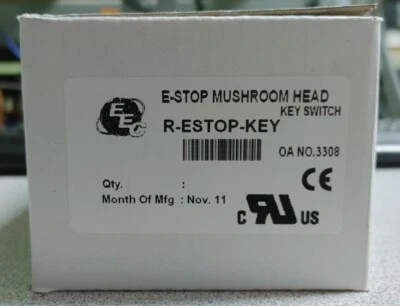 E-STOP MUSHROOM HEAD
KEY SWITCH
EEC
R-ESTOP-KEY
OA NO.3308
Qty. :
Month Of Mfg : Nov. 11
CE
C RU US